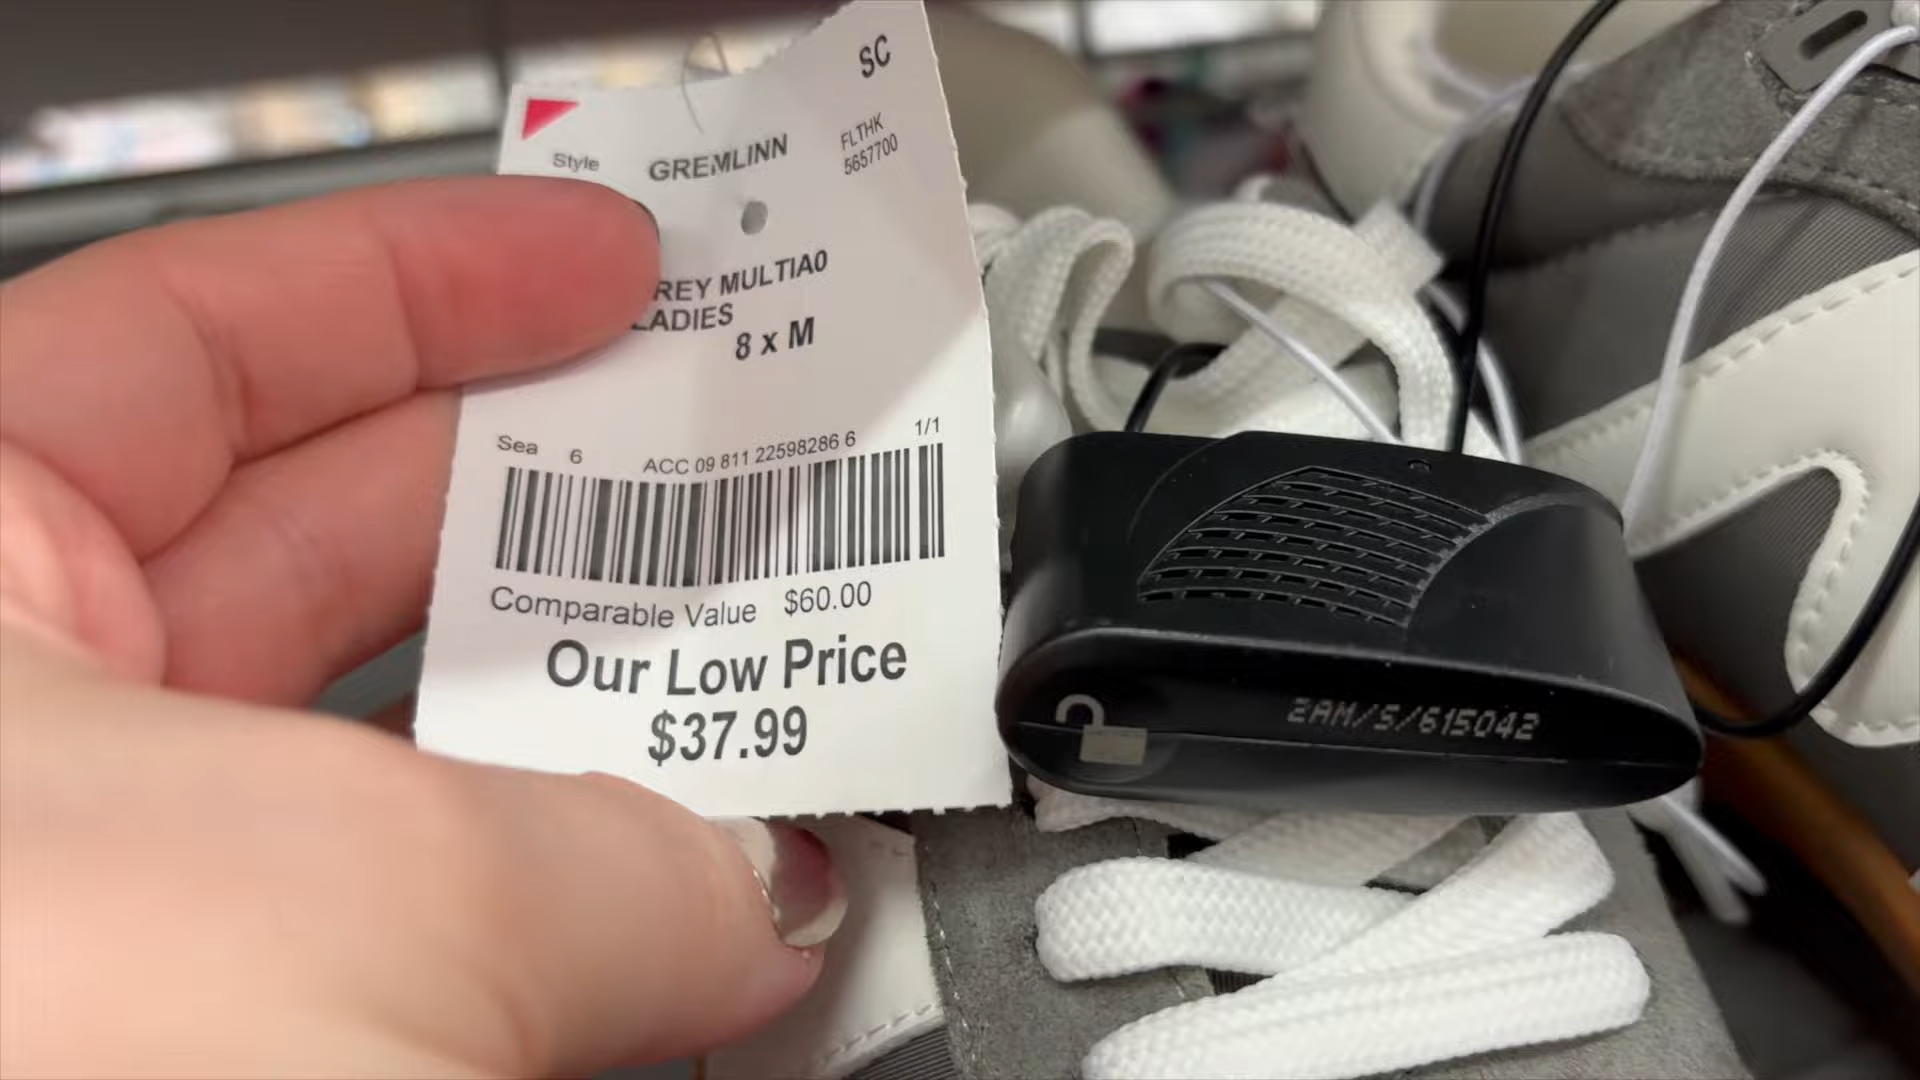 SC
Style GREMLINN FLTHK
5657700
REY MULTIA0
LADIES
8 x M
Sea 6 ACC 09 811 22598286 6 1/1
Comparable Value $60.00
Our Low Price
$37.99
2AM/S/615042